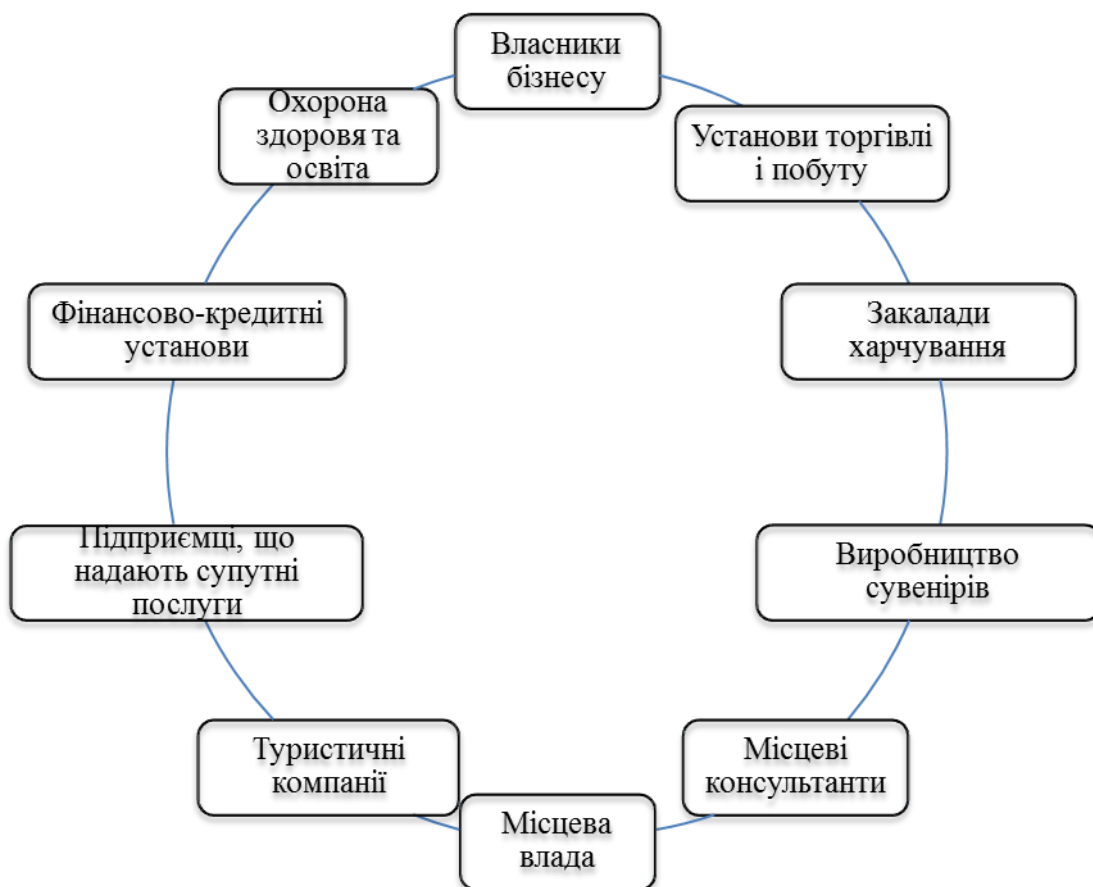 Власники
бізнесу
Установи торгівлі
і побуту
Закалади
харчування
Виробництво
сувенірів
Місцеві
консультанти
Місцева
влада
Туристичні
компанії
Підприємці, що
надають супутні
послуги
Фінансово-кредитні
установи
Охорона
здоровя та
освіта